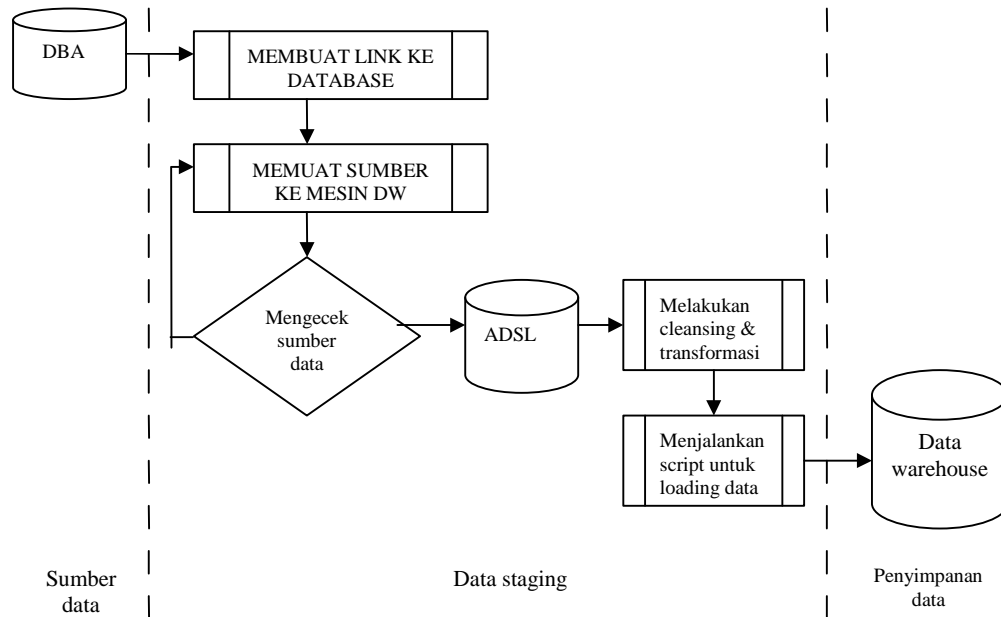 DBA
MEMBUAT LINK KE
DATABASE
MEMUAT SUMBER
KE MESIN DW
Mengecek
sumber
data
ADSL
Melakukan
cleansing &
transformasi
Menjalankan
script untuk
loading data
Data
warehouse
Sumber
data
Data staging
Penyimpanan
data